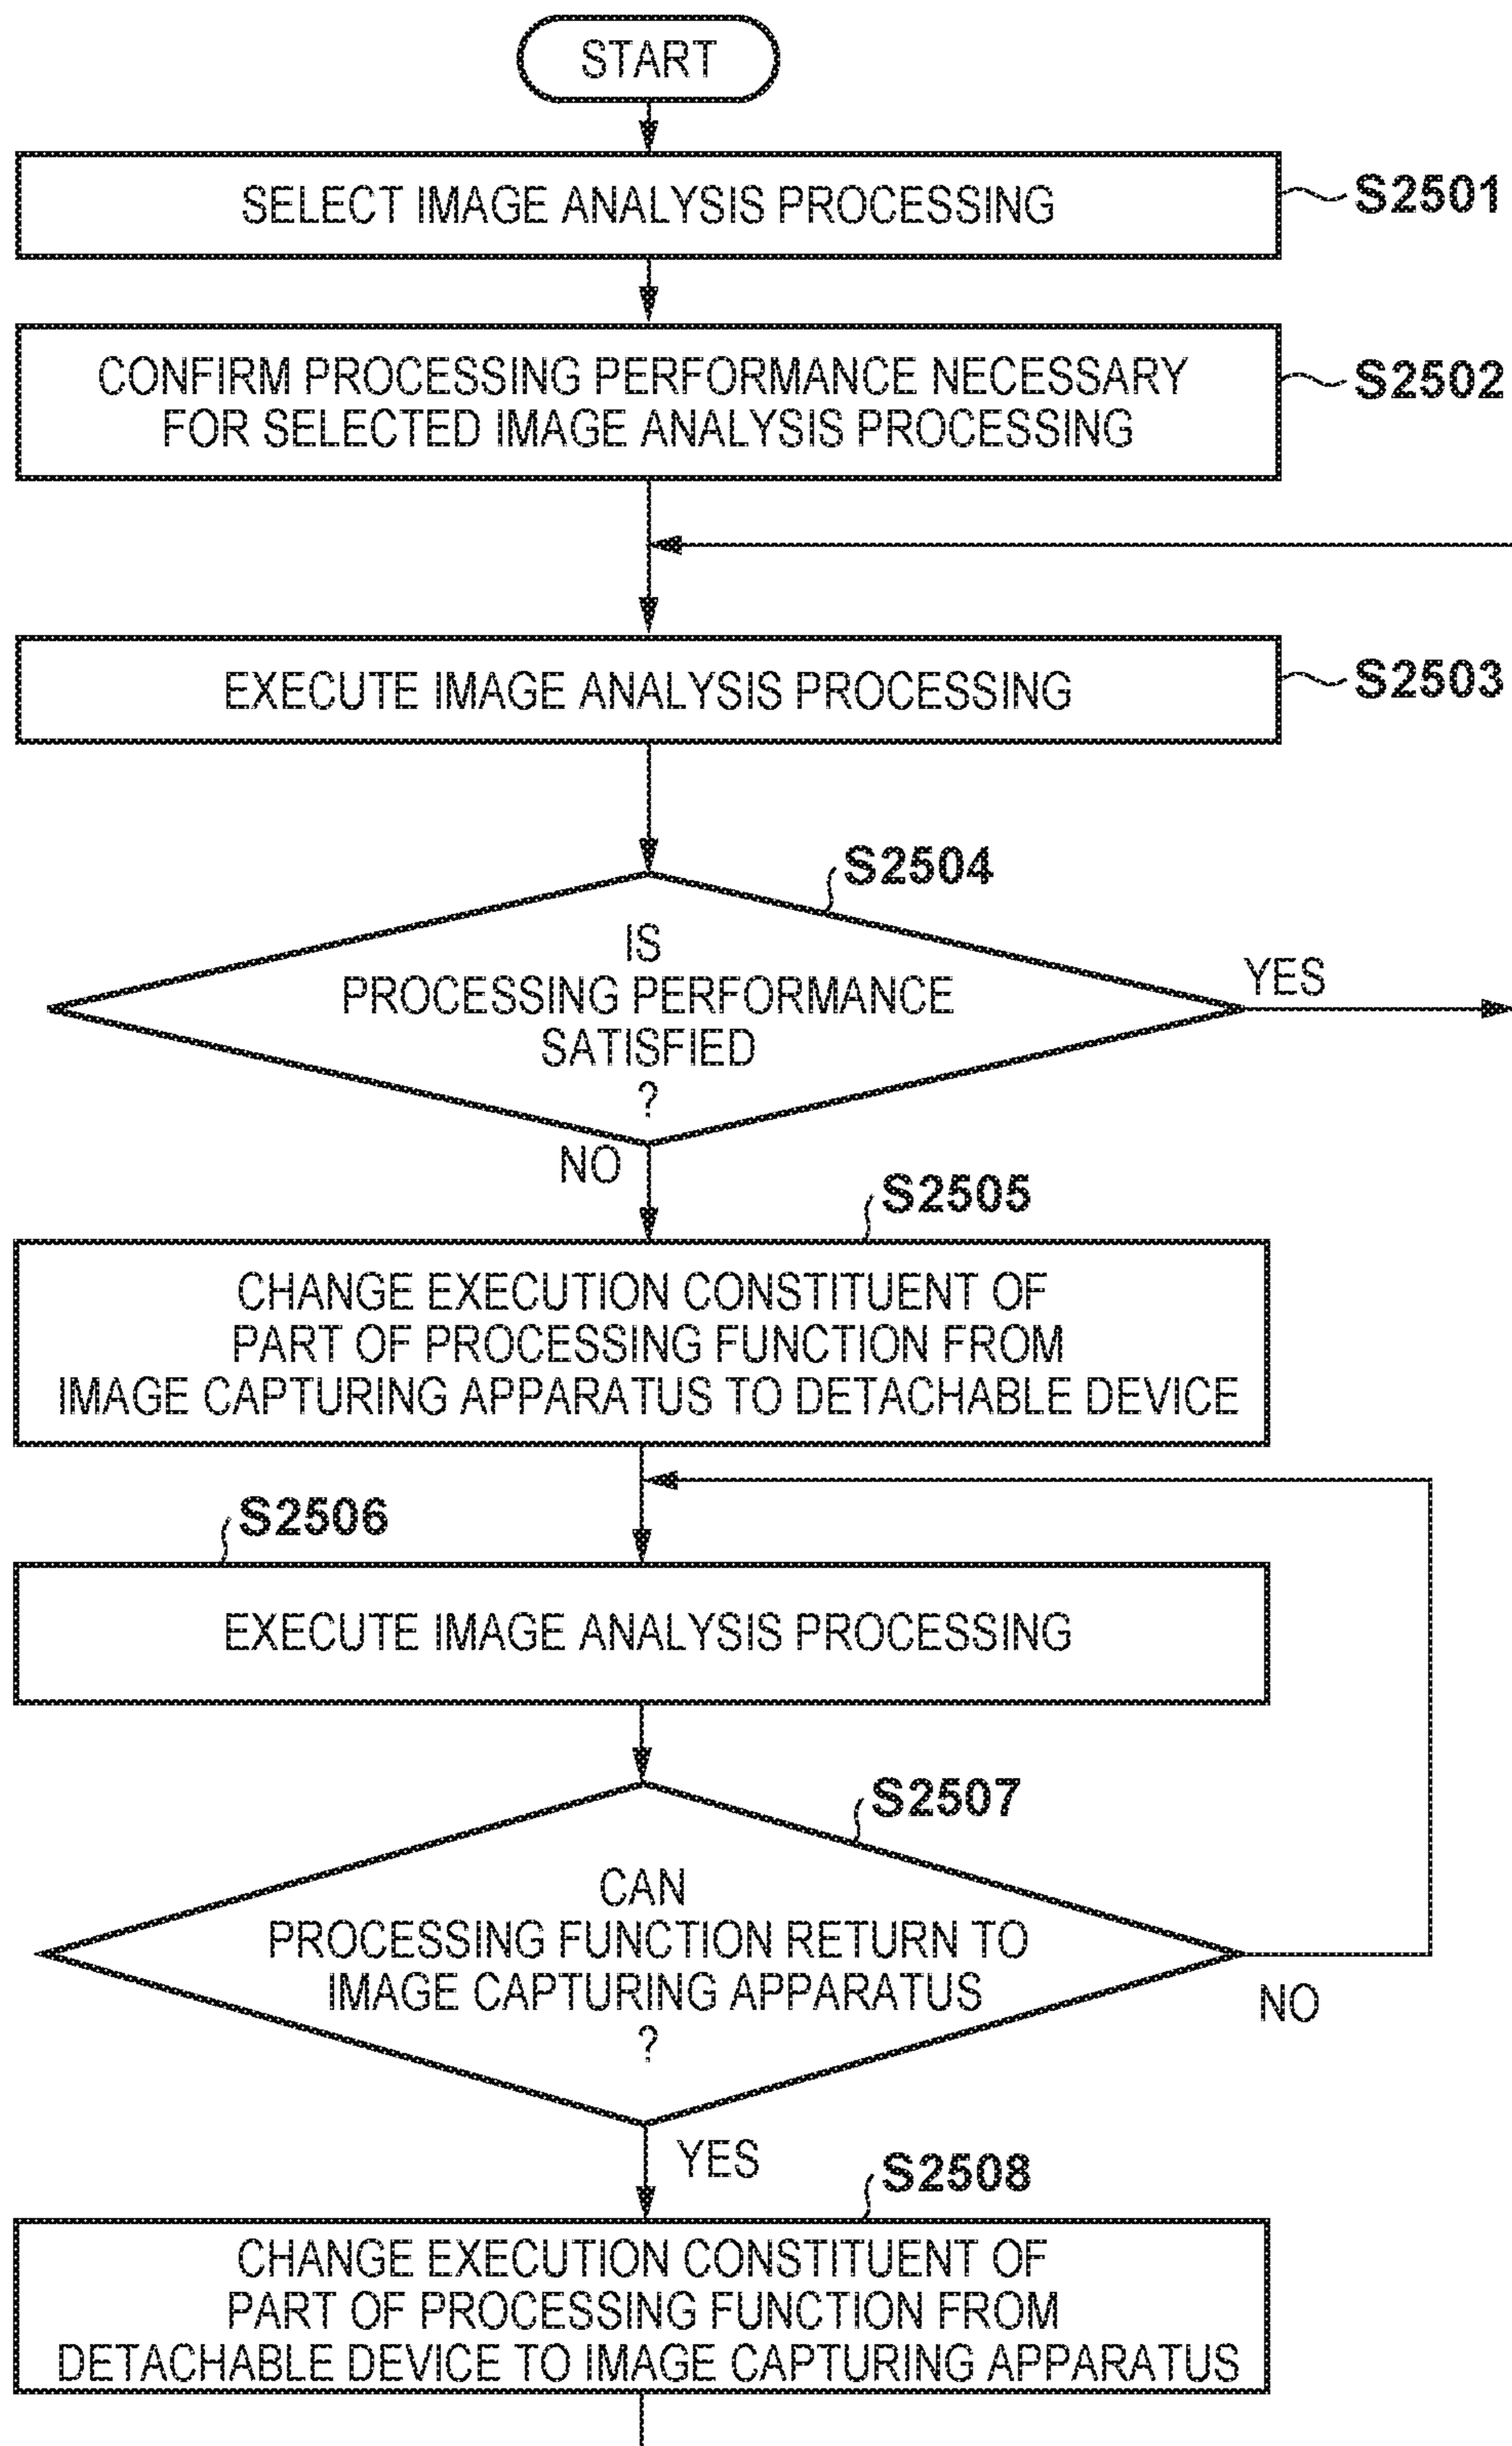 START
SELECT IMAGE ANALYSIS PROCESSING
S2501
CONFIRM PROCESSING PERFORMANCE NECESSARY
FOR SELECTED IMAGE ANALYSIS PROCESSING
S2502
EXECUTE IMAGE ANALYSIS PROCESSING
S2503
S2504
IS
PROCESSING PERFORMANCE
SATISFIED
?
YES
NO
S2505
CHANGE EXECUTION CONSTITUENT OF
PART OF PROCESSING FUNCTION FROM
IMAGE CAPTURING APPARATUS TO DETACHABLE DEVICE
S2506
EXECUTE IMAGE ANALYSIS PROCESSING
S2507
CAN
PROCESSING FUNCTION RETURN TO
IMAGE CAPTURING APPARATUS
?
NO
YES
S2508
CHANGE EXECUTION CONSTITUENT OF
PART OF PROCESSING FUNCTION FROM
DETACHABLE DEVICE TO IMAGE CAPTURING APPARATUS